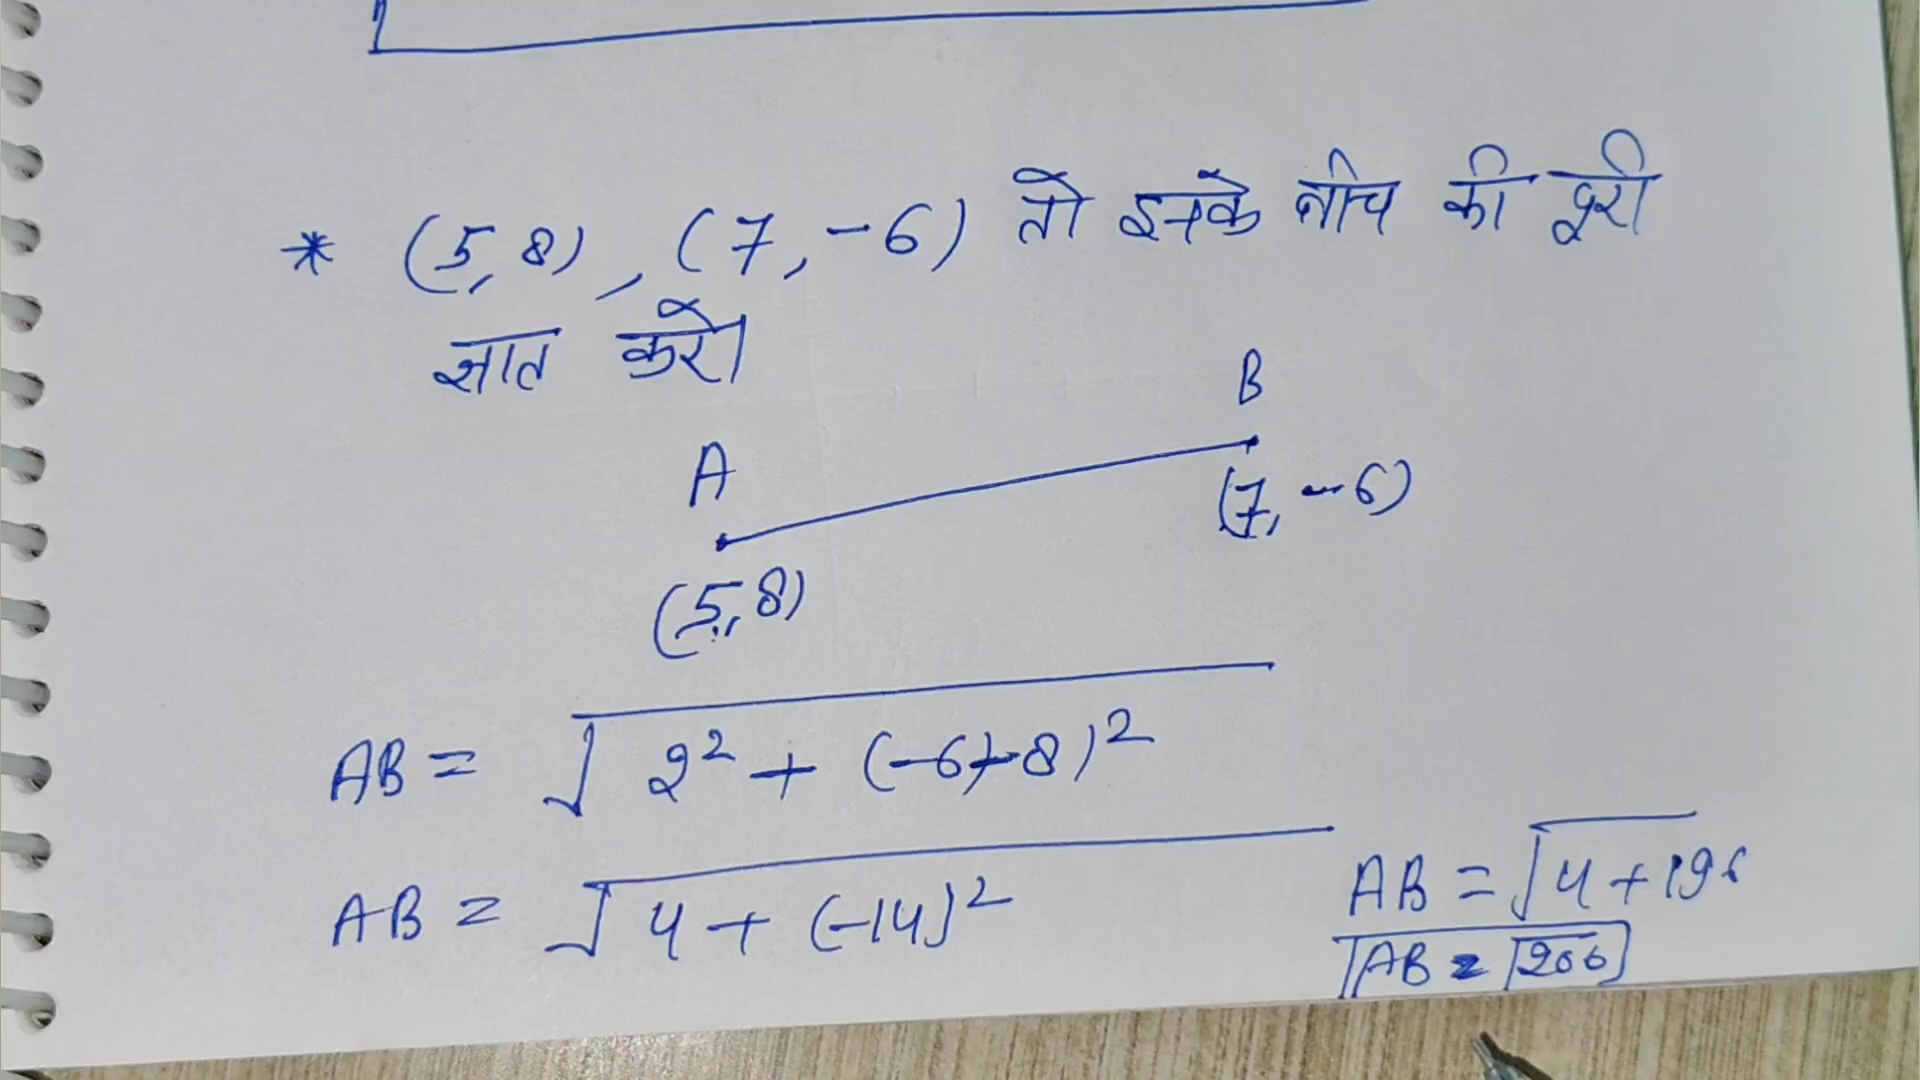 * (5,8), (7,-6) तो इनके बीच की दूरी
ज्ञात करो।
A
B
(5,8)
(7,-6)
AB = √2² + (-6-8)²
AB = √4 + (-14)²
AB = √4+196
AB = √200